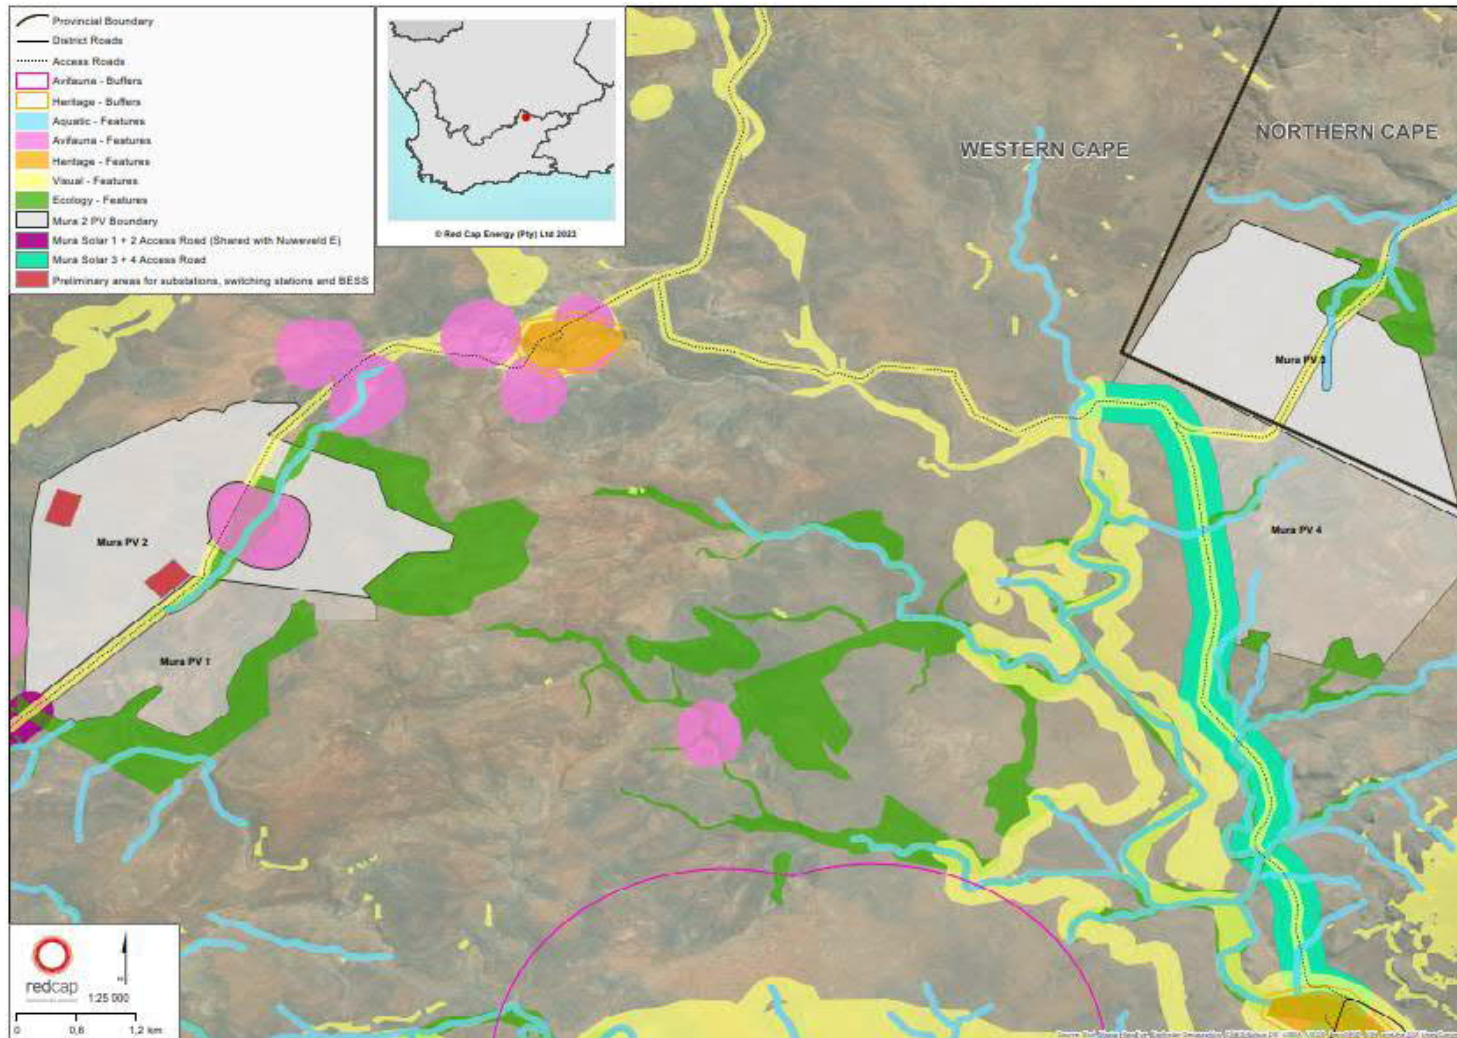 Provincial Boundary
District Roads
Access Roads
Avifauna - Buffers
Heritage - Buffers
Aquatic - Features
Avifauna - Features
Heritage - Features
Visual - Features
Ecology - Features
Mura 2 PV Boundary
Mura Solar 1 + 2 Access Road (Shared with Nuweveld E)
Mura Solar 3 + 4 Access Road
Preliminary areas for substations, switching stations and BESS
© Red Cap Energy (Pty) Ltd 2023
WESTERN CAPE
NORTHERN CAPE
Mura PV 3
Mura PV 4
Mura PV 2
Mura PV 1
redcap
N
1:25 000
0
0,6
1,2 km